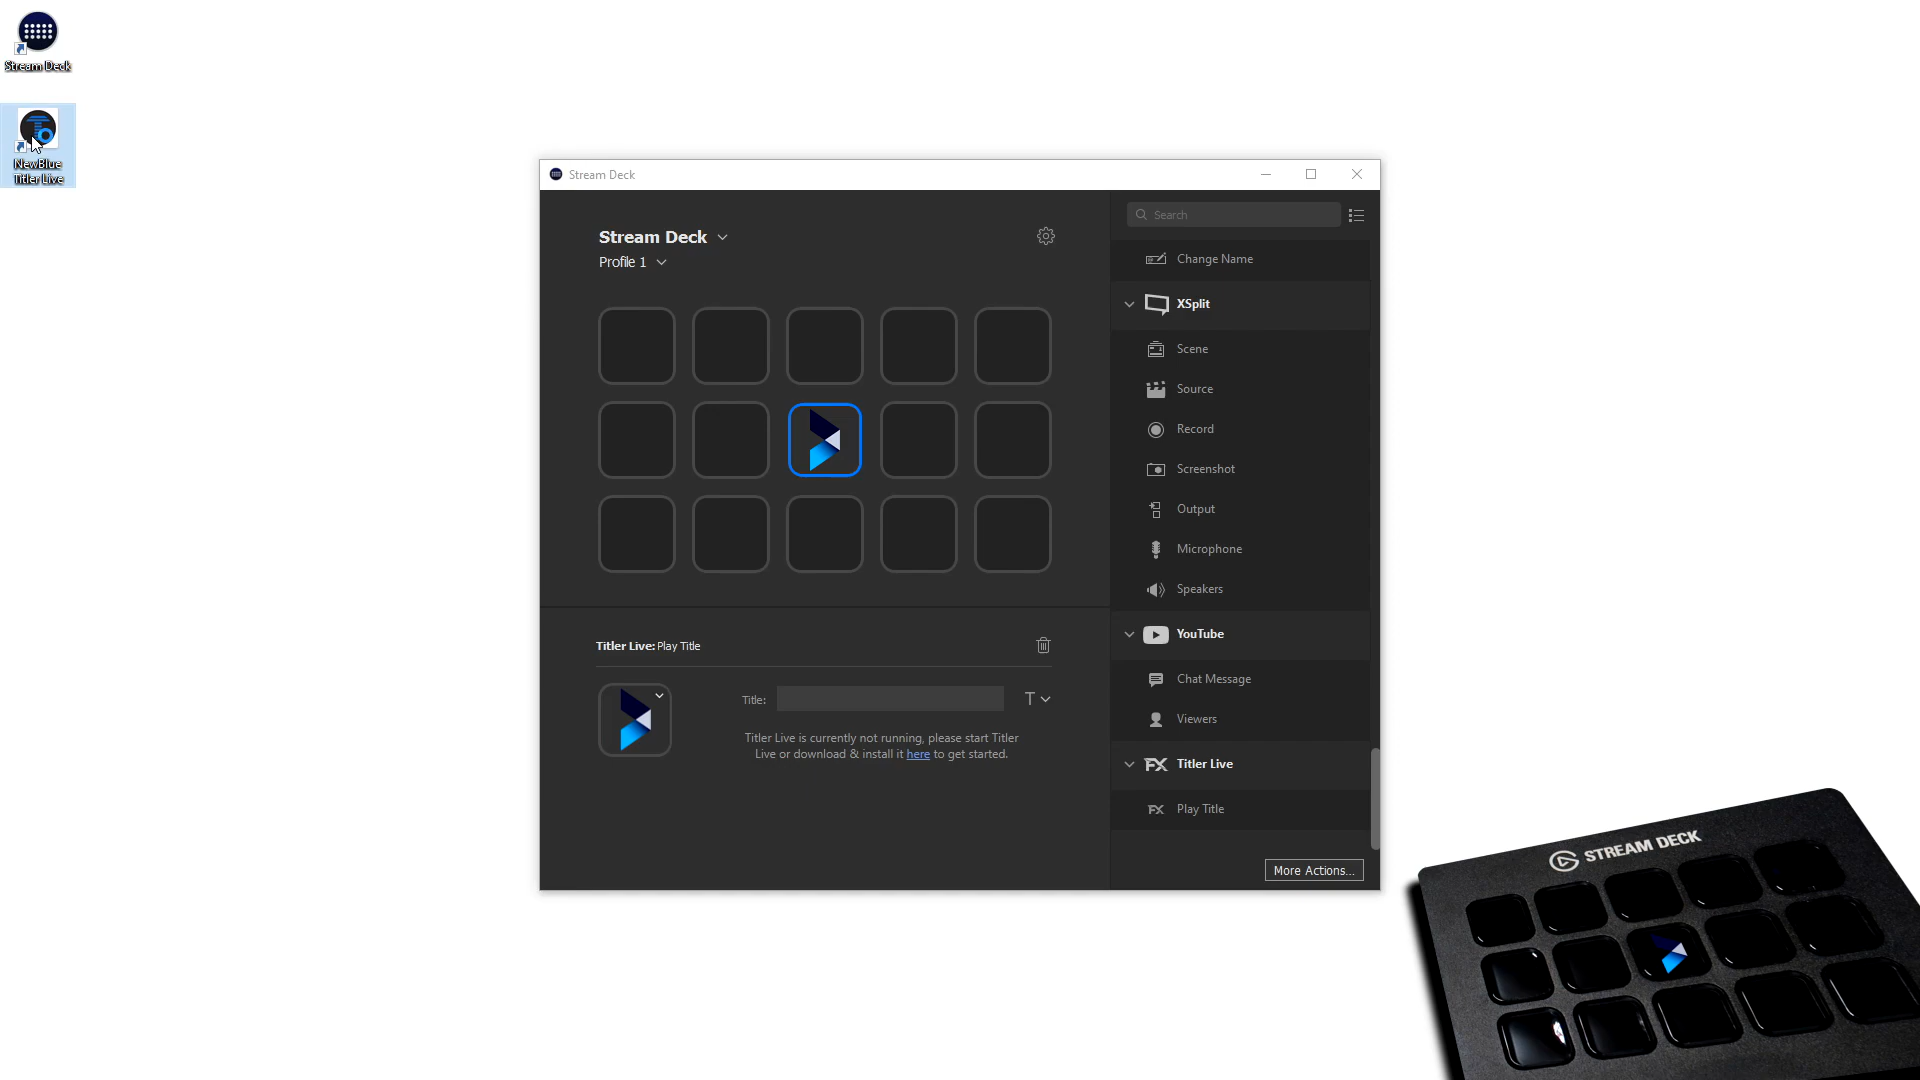 Stream Deck
NewBlue
Titler Live
Stream Deck
Stream Deck
Profile 1
Search
Change Name
XSplit
Scene
Source
Record
Screenshot
Output
Microphone
Speakers
YouTube
Chat Message
Viewers
FX Titler Live
FX Play Title
More Actions...
Titler Live: Play Title
Title:
T
Titler Live is currently not running, please start Titler
Live or download & install it here to get started.
STREAM DECK